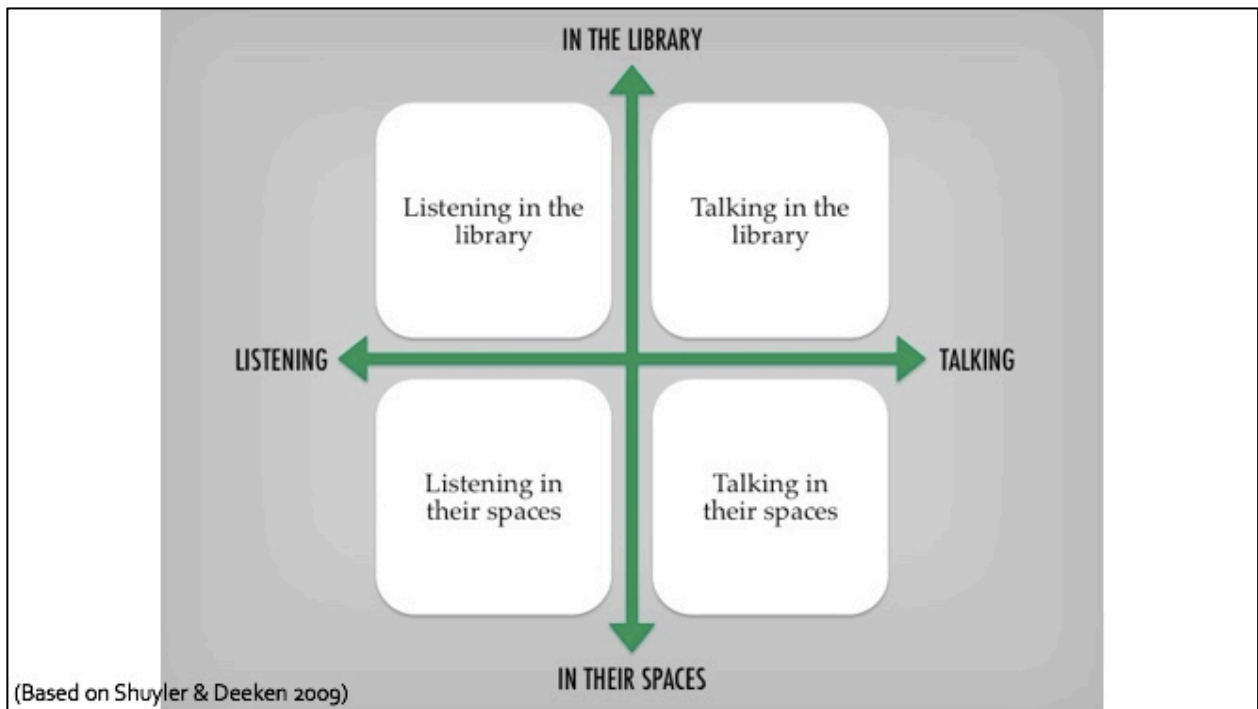 IN THE LIBRARY
Listening in the
library
Talking in the
library
LISTENING
TALKING
Listening in
their spaces
Talking in
their spaces
IN THEIR SPACES
(Based on Shuyler & Deeken 2009)